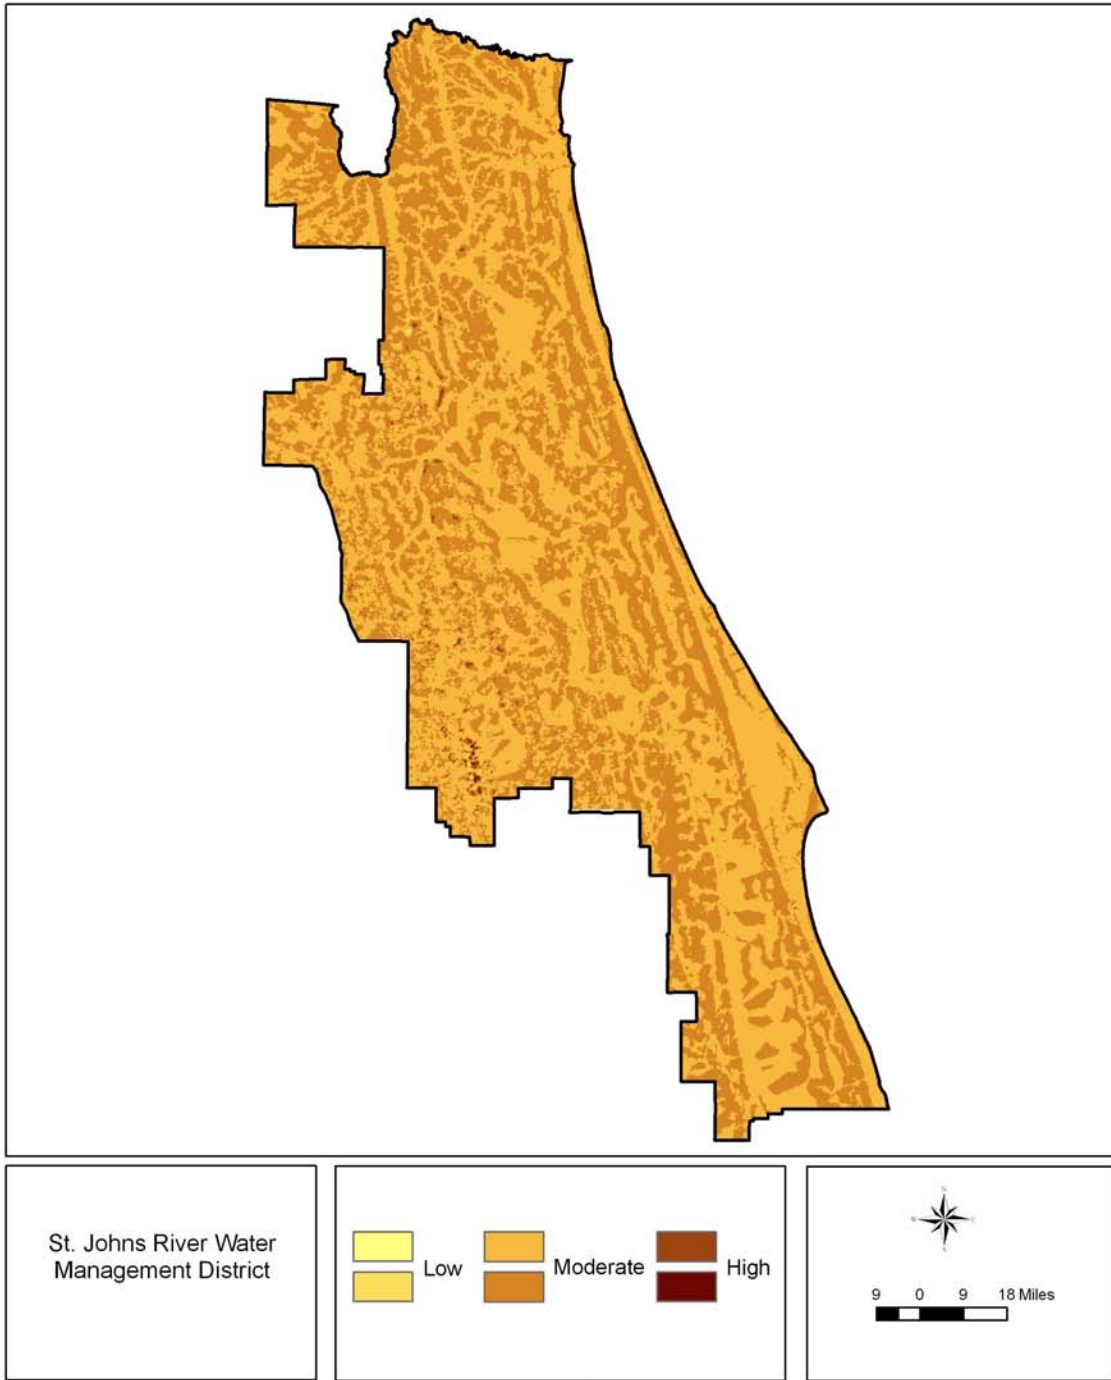 St. Johns River Water
Management District
Low
Moderate
High
N
W
E
S
9 0 9 18 Miles